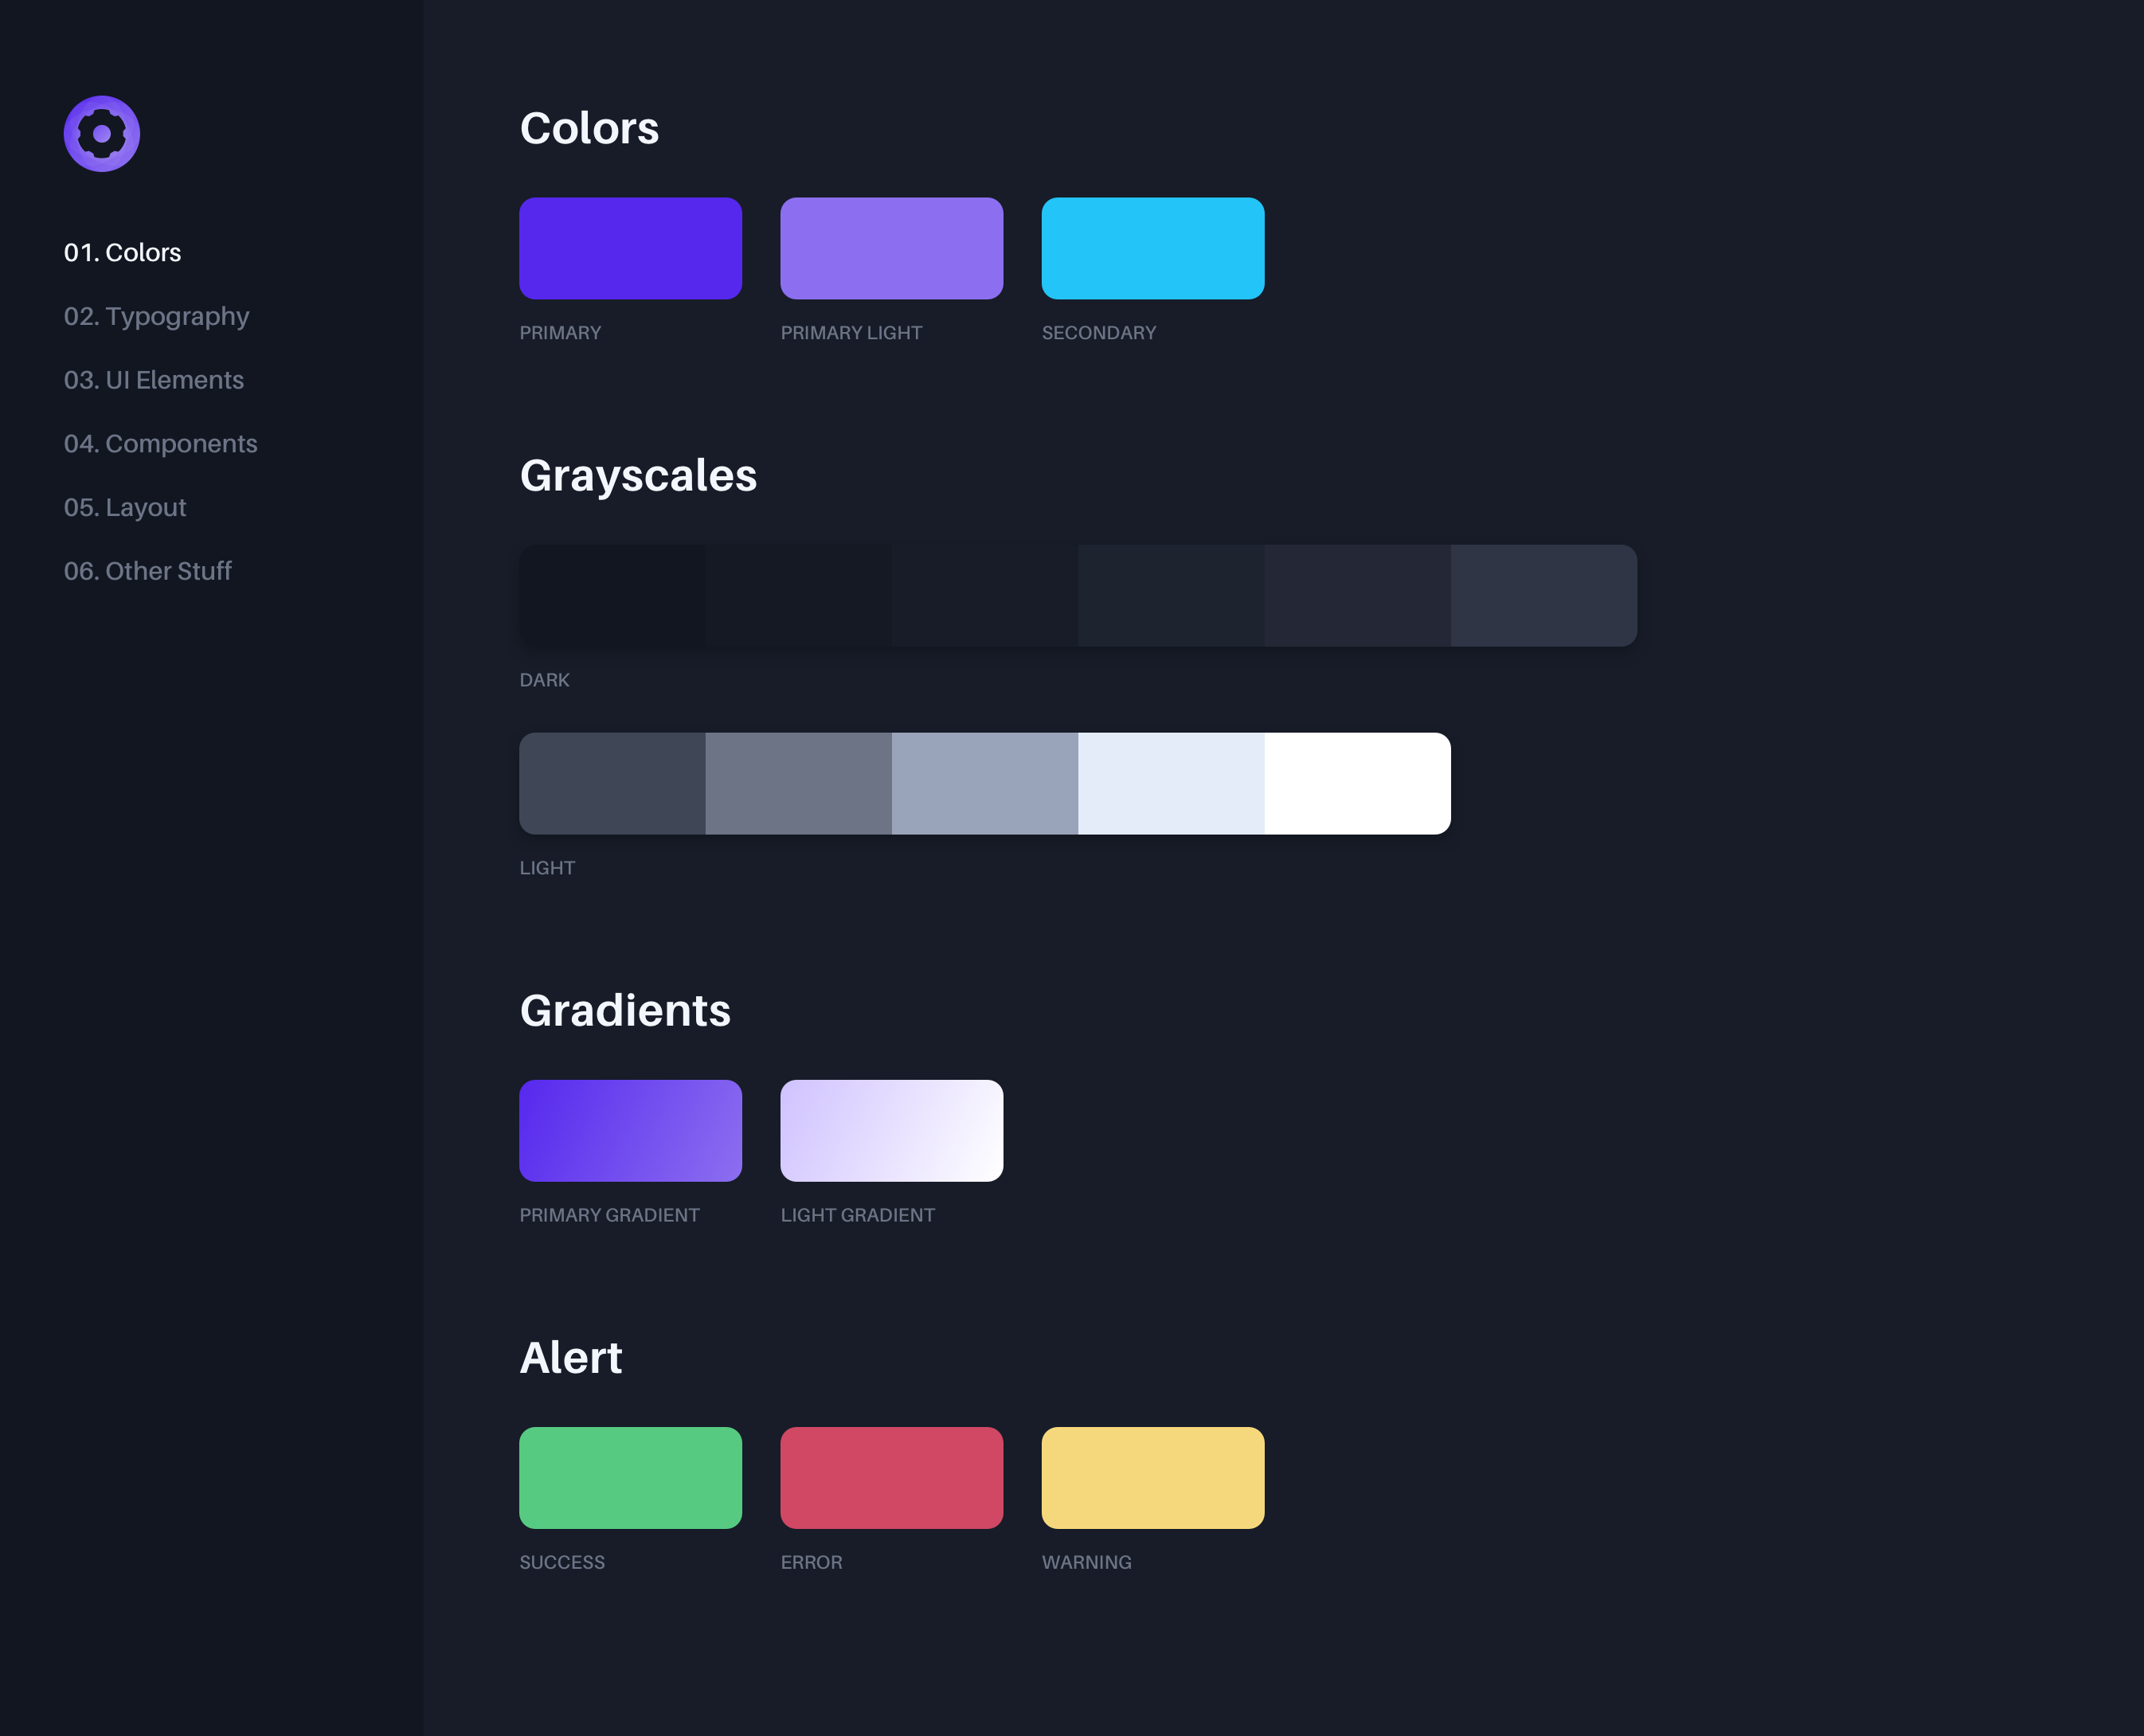 01. Colors
02. Typography
03. UI Elements
04. Components
05. Layout
06. Other Stuff
Colors
PRIMARY
PRIMARY LIGHT
SECONDARY
Grayscales
DARK
LIGHT
Gradients
PRIMARY GRADIENT
LIGHT GRADIENT
Alert
SUCCESS
ERROR
WARNING